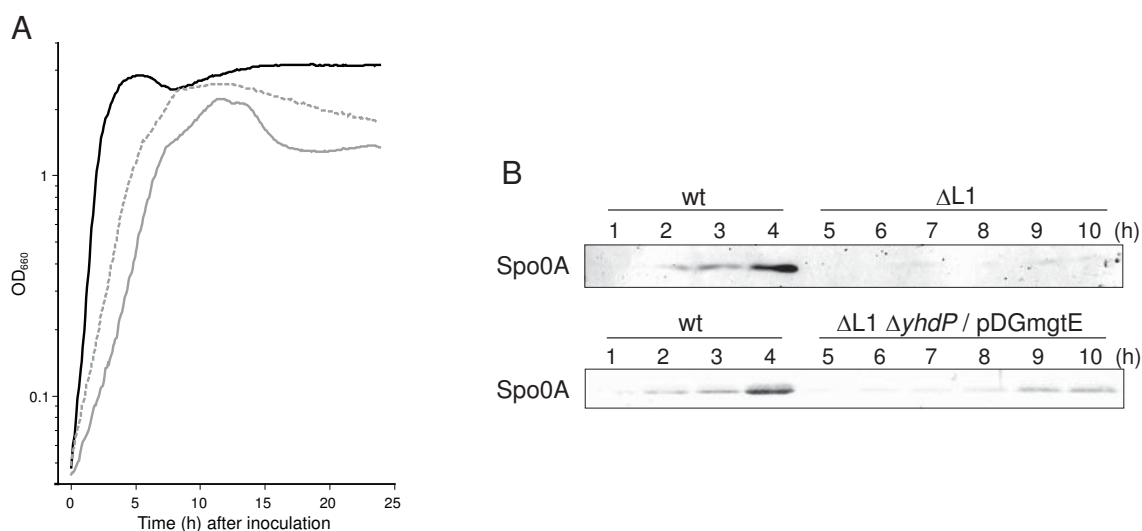 A
OD660
1
0.1
0 5 10 15 20 25
Time (h) after inoculation
B
wt ΔL1
1 2 3 4 5 6 7 8 9 10 (h)
Spo0A
wt ΔL1 ΔyhdP / pDGmgtE
1 2 3 4 5 6 7 8 9 10 (h)
Spo0A